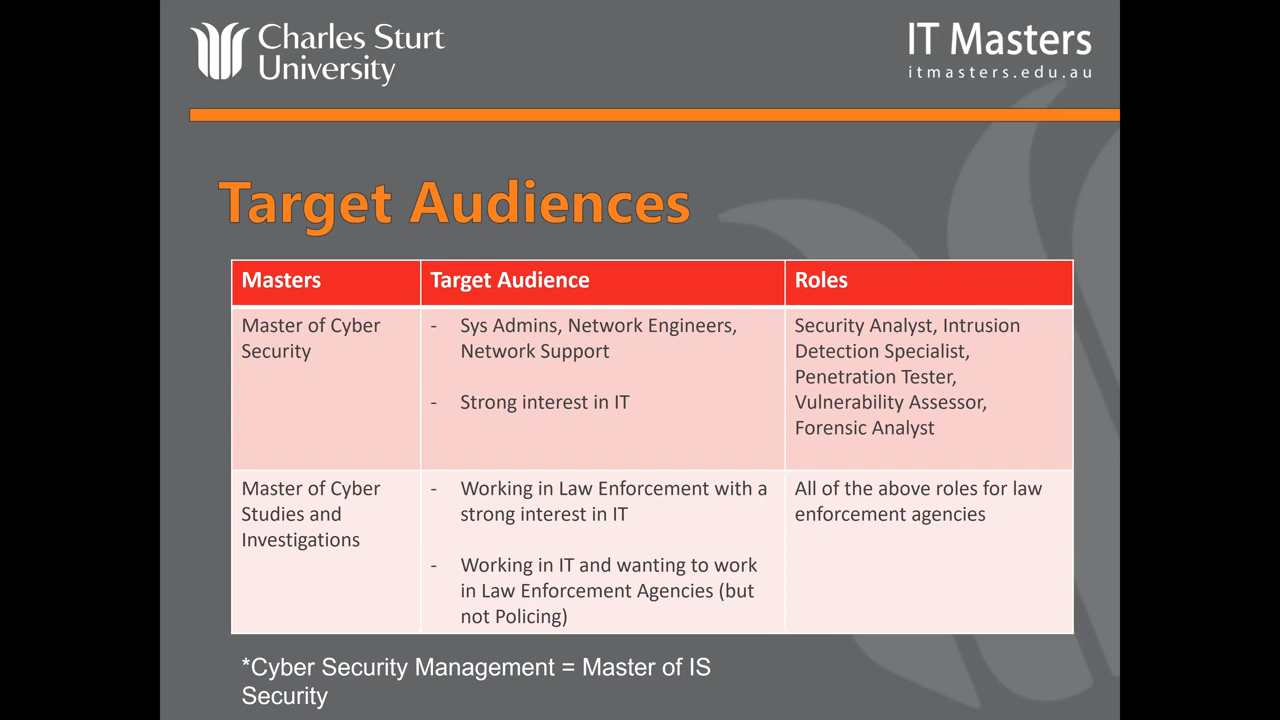 Charles Sturt
University
IT Masters
itmasters.edu.au
Target Audiences
Masters
Target Audience
Roles
Master of Cyber
Security
- Sys Admins, Network Engineers,
Network Support
- Strong interest in IT
Security Analyst, Intrusion
Detection Specialist,
Penetration Tester,
Vulnerability Assessor,
Forensic Analyst
Master of Cyber
Studies and
Investigations
- Working in Law Enforcement with a
strong interest in IT
- Working in IT and wanting to work
in Law Enforcement Agencies (but
not Policing)
All of the above roles for law
enforcement agencies
*Cyber Security Management = Master of IS
Security